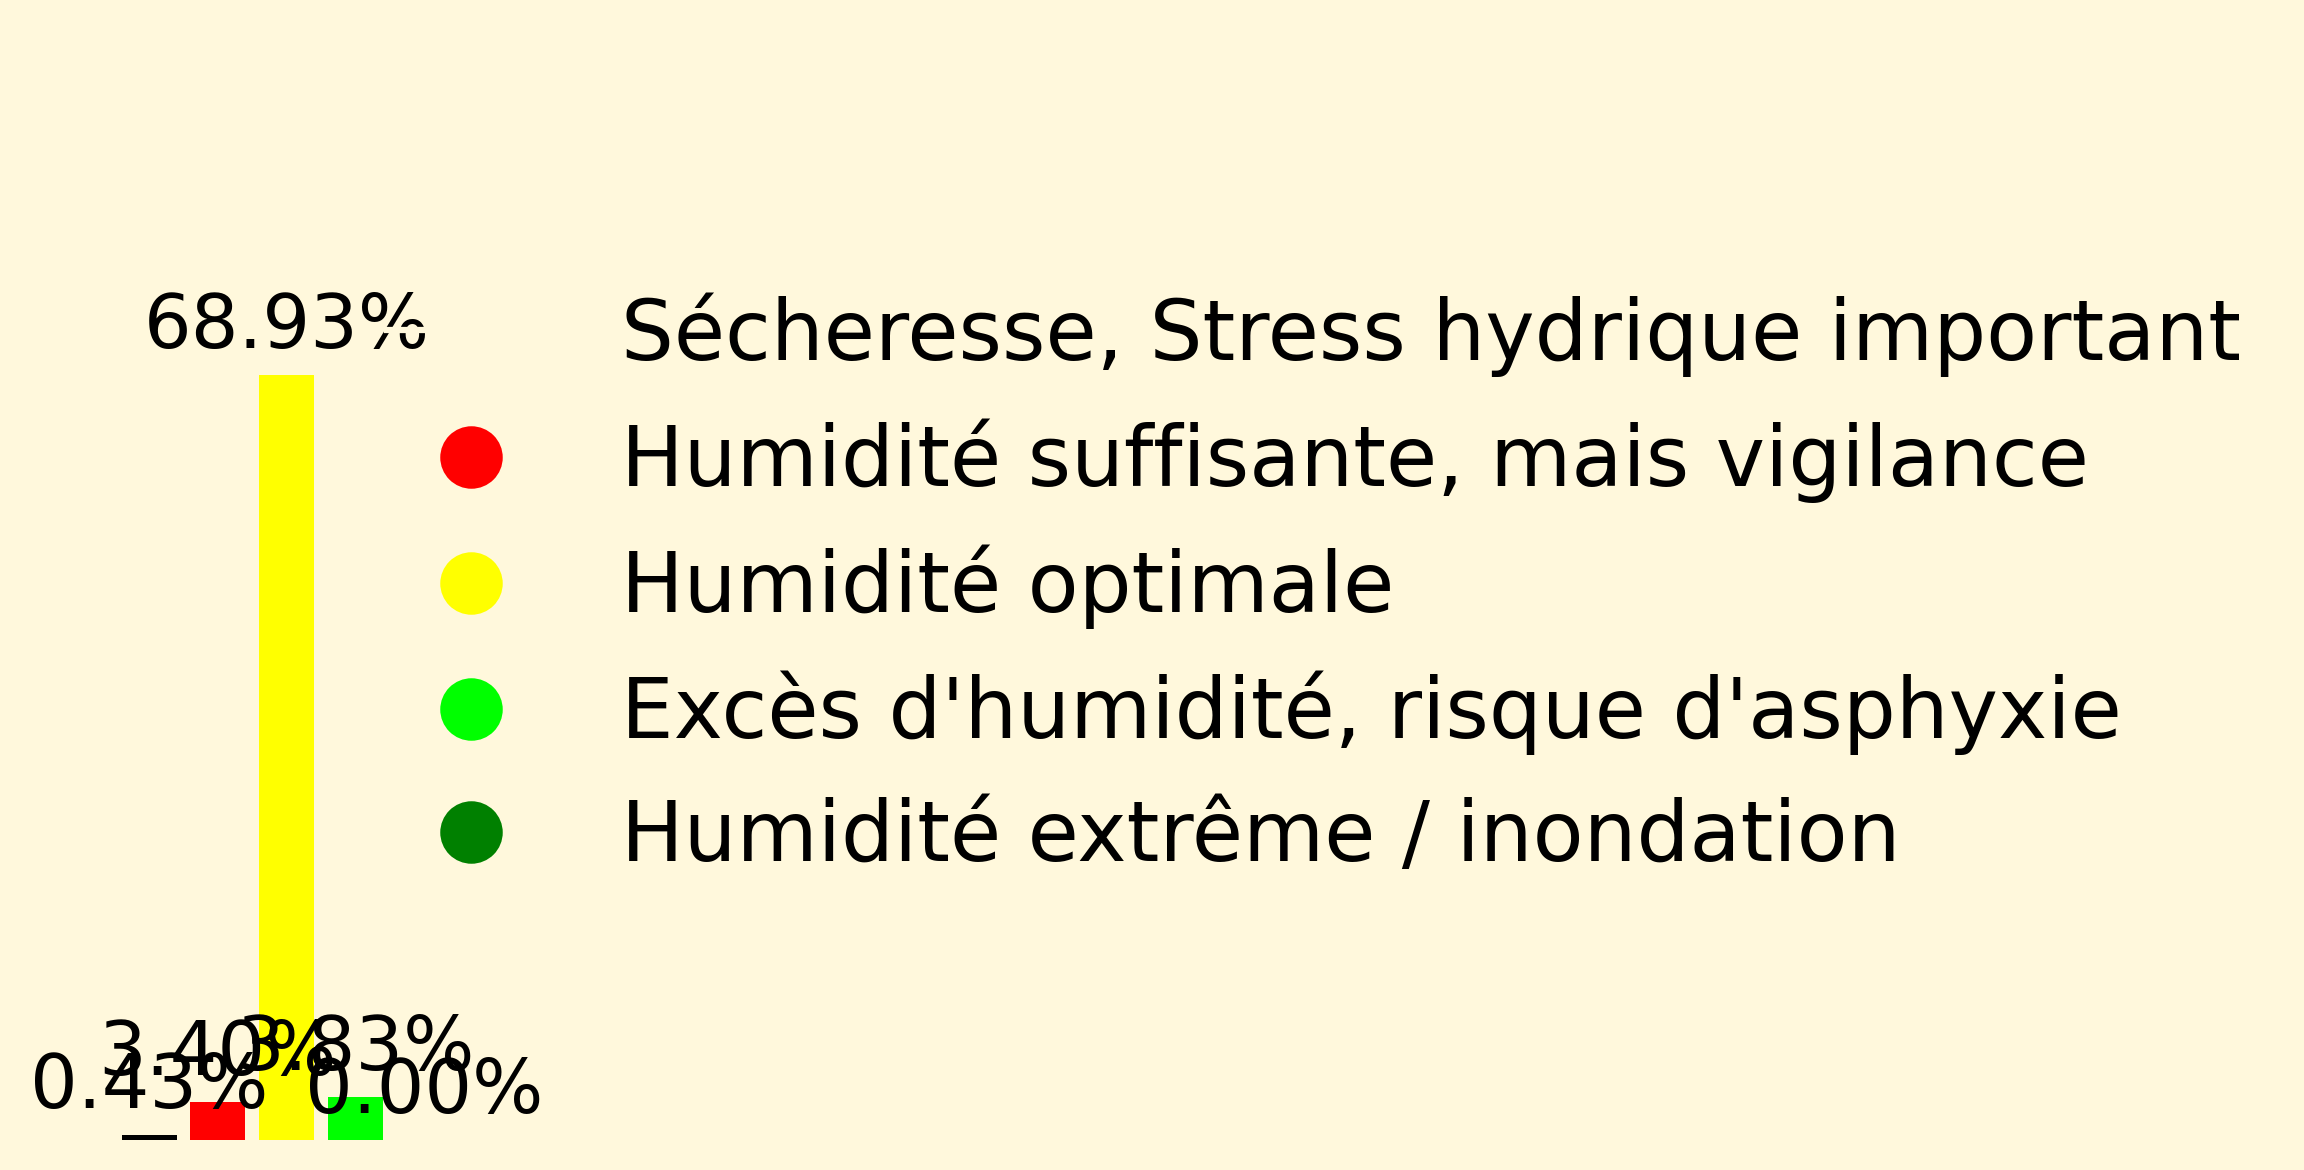 68.93%
Sécheresse, Stress hydrique important
Humidité suffisante, mais vigilance
Humidité optimale
Excès d'humidité, risque d'asphyxie
Humidité extrême / inondation
3.40%
3.83%
0.43%
0.00%